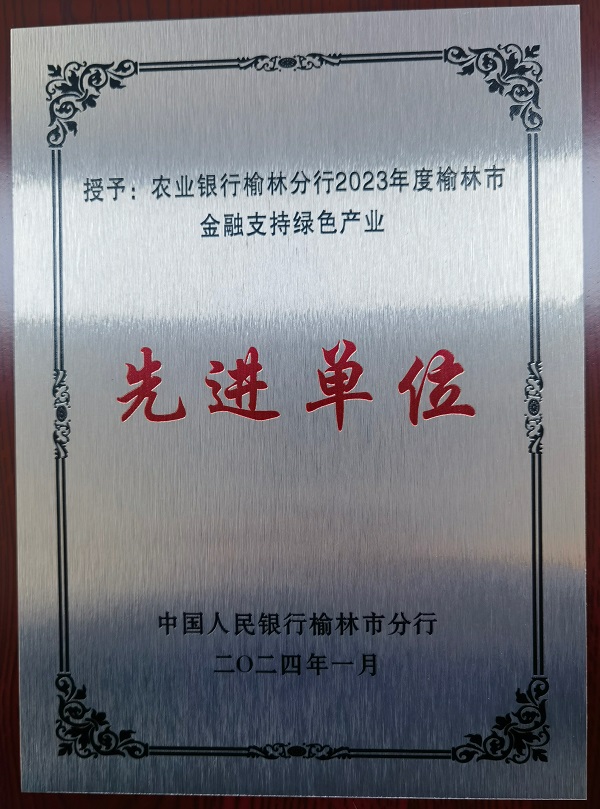 授予：农业银行榆林分行2023年度榆林市
金融支持绿色产业
先进单位
中国人民银行榆林市分行
二〇二四年一月